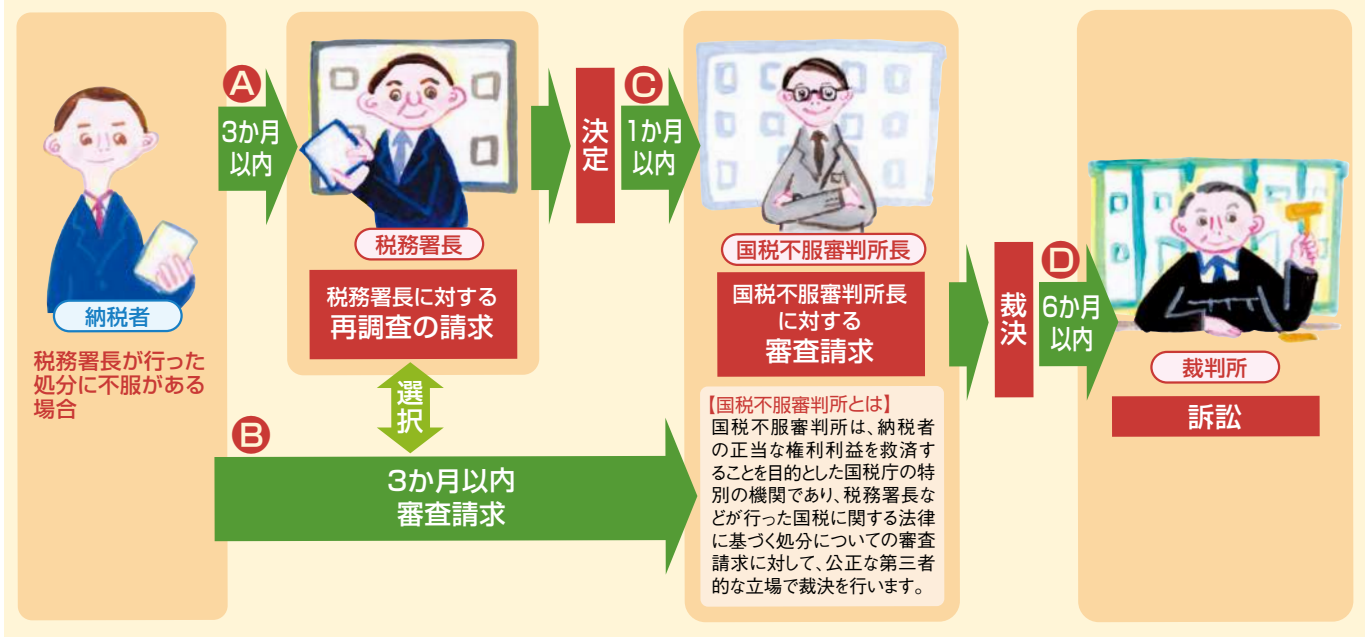 納税者
税務署長が行った
処分に不服がある
場合
A
3か月
以内
税務署長
税務署長に対する
再調査の請求
選
択
B
3か月以内
審査請求
決
定
C
1か月
以内
国税不服審判所長
国税不服審判所長
に対する
審査請求
【国税不服審判所とは】
国税不服審判所は、納税者
の正当な権利利益を救済す
ることを目的とした国税庁の特
別の機関であり、税務署長な
どが行った国税に関する法律
に基づく処分についての審査
請求に対して、公正な第三者
的な立場で裁決を行います。
裁
決
D
6か月
以内
裁判所
訴訟